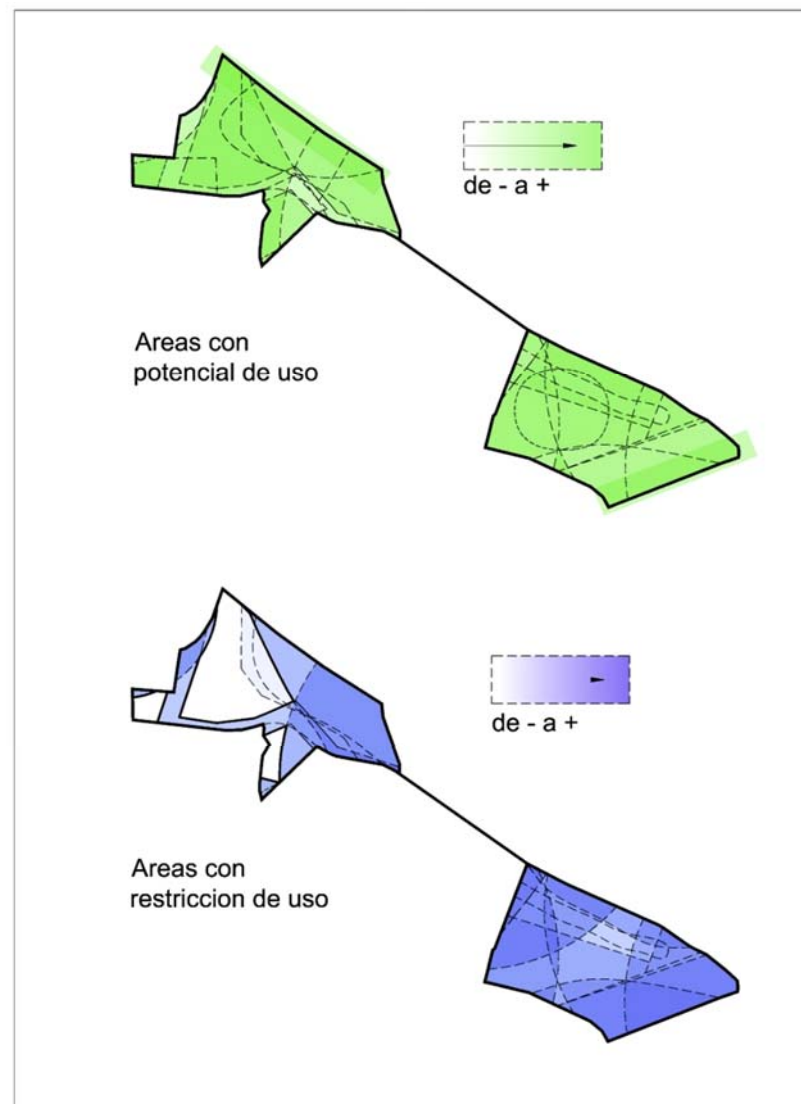 de - a +
Areas con
potencial de uso
de - a +
Areas con
restriccion de uso